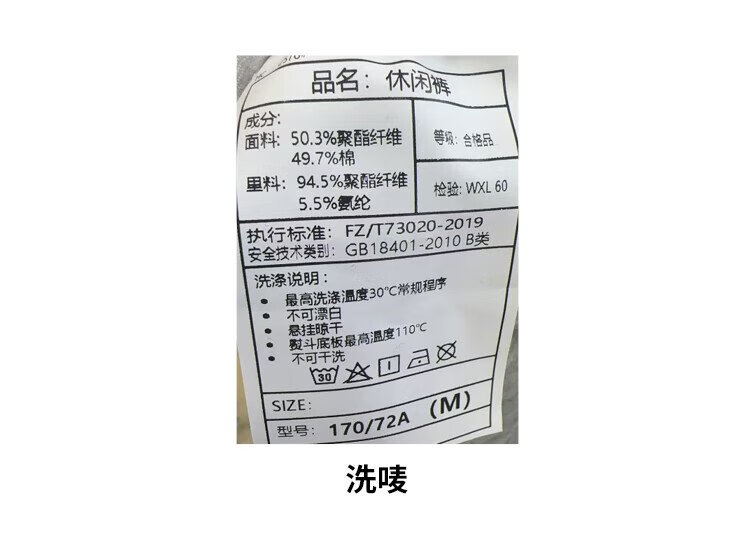 品名：休闲裤
成分:
面料: 50.3%聚酯纤维
49.7%棉
里料: 94.5%聚酯纤维
5.5%氨纶
等级: 合格品
检验: WXL 60
执行标准: FZ/T73020-2019
安全技术类别: GB18401-2010 B类
洗涤说明：
• 最高洗涤温度30℃常规程序
• 不可漂白
• 悬挂晾干
• 熨斗底板最高温度110℃
• 不可干洗
30
SIZE:
型号: 170/72A (M)
洗唛